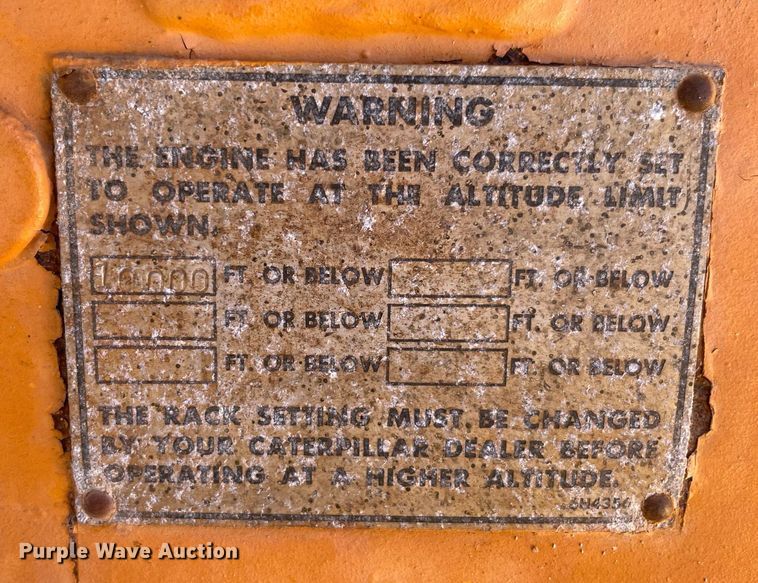 WARNING
THE ENGINE HAS BEEN CORRECTLY SET
TO OPERATE AT THE ALTITUDE LIMIT
SHOWN.
FT. OR BELOW FT. OR BELOW
FT. OR BELOW FT. OR BELOW
FT. OR BELOW FT. OR BELOW
THE RACK SETTING MUST BE CHANGED
BY YOUR CATERPILLAR DEALER BEFORE
OPERATING AT A HIGHER ALTITUDE.
Purple Wave Auction